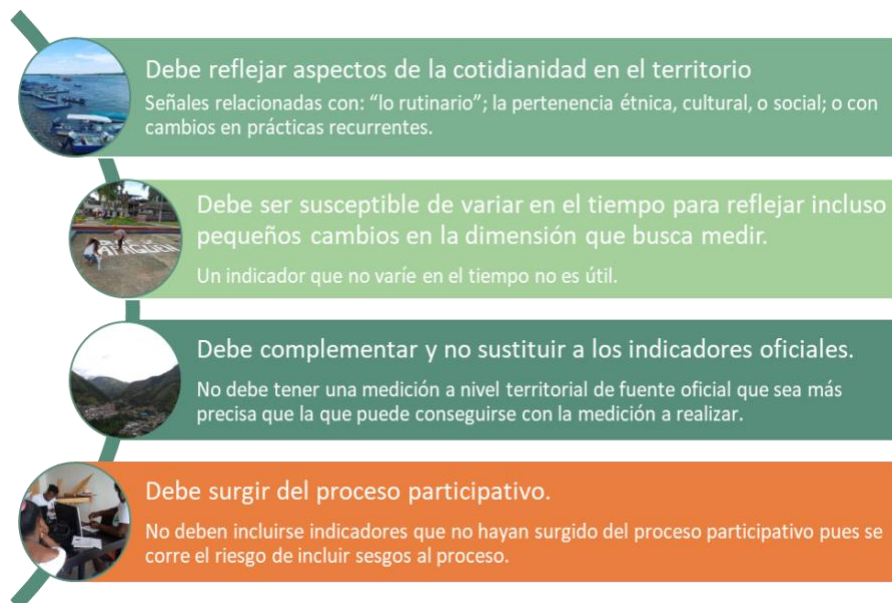 Debe reflejar aspectos de la cotidianidad en el territorio
Señales relacionadas con: “lo rutinario”; la pertenencia étnica, cultural, o social; o con
cambios en prácticas recurrentes.
Debe ser susceptible de variar en el tiempo para reflejar incluso
pequeños cambios en la dimensión que busca medir.
Un indicador que no varíe en el tiempo no es útil.
Debe complementar y no sustituir a los indicadores oficiales.
No debe tener una medición a nivel territorial de fuente oficial que sea más
precisa que la que puede conseguirse con la medición a realizar.
Debe surgir del proceso participativo.
No deben incluirse indicadores que no hayan surgido del proceso participativo pues se
corre el riesgo de incluir sesgos al proceso.